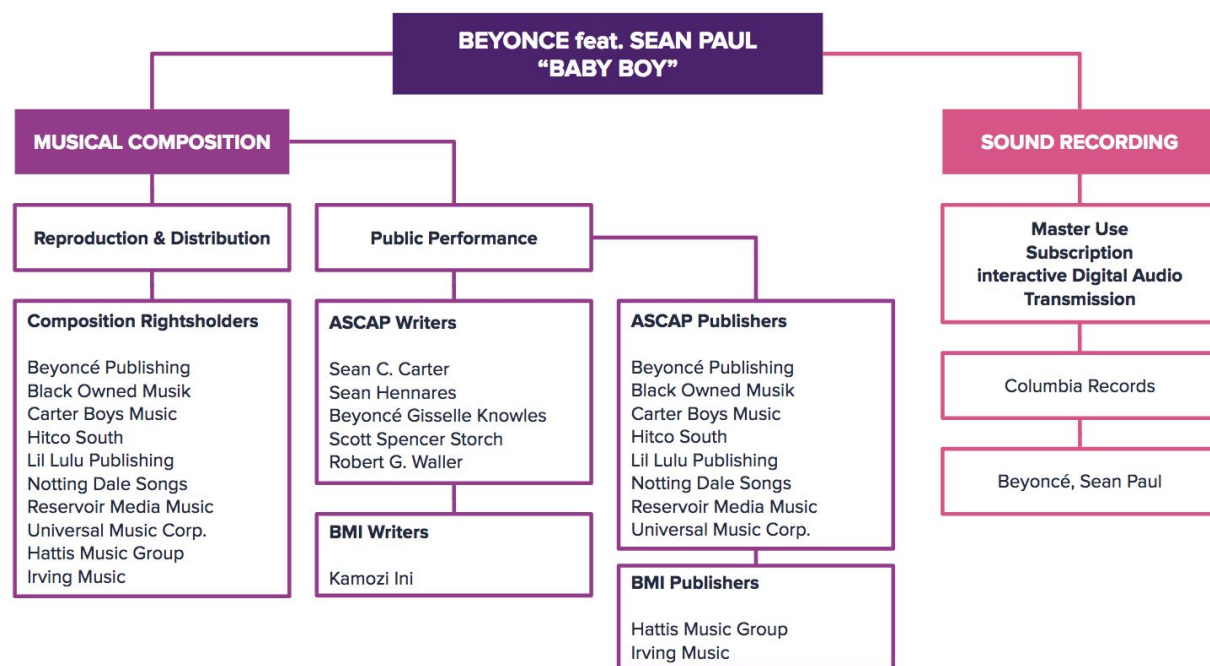 BEYONCE feat. SEAN PAUL
“BABY BOY”
MUSICAL COMPOSITION
SOUND RECORDING
Reproduction & Distribution
Public Performance
Master Use
Subscription
interactive Digital Audio
Transmission
Composition Rightsholders
Beyoncé Publishing
Black Owned Musik
Carter Boys Music
Hitco South
Lil Lulu Publishing
Notting Dale Songs
Reservoir Media Music
Universal Music Corp.
Hattis Music Group
Irving Music
ASCAP Writers
Sean C. Carter
Sean Hennares
Beyoncé Gisselle Knowles
Scott Spencer Storch
Robert G. Waller
BMI Writers
Kamozi Ini
ASCAP Publishers
Beyoncé Publishing
Black Owned Musik
Carter Boys Music
Hitco South
Lil Lulu Publishing
Notting Dale Songs
Reservoir Media Music
Universal Music Corp.
BMI Publishers
Hattis Music Group
Irving Music
Columbia Records
Beyoncé, Sean Paul